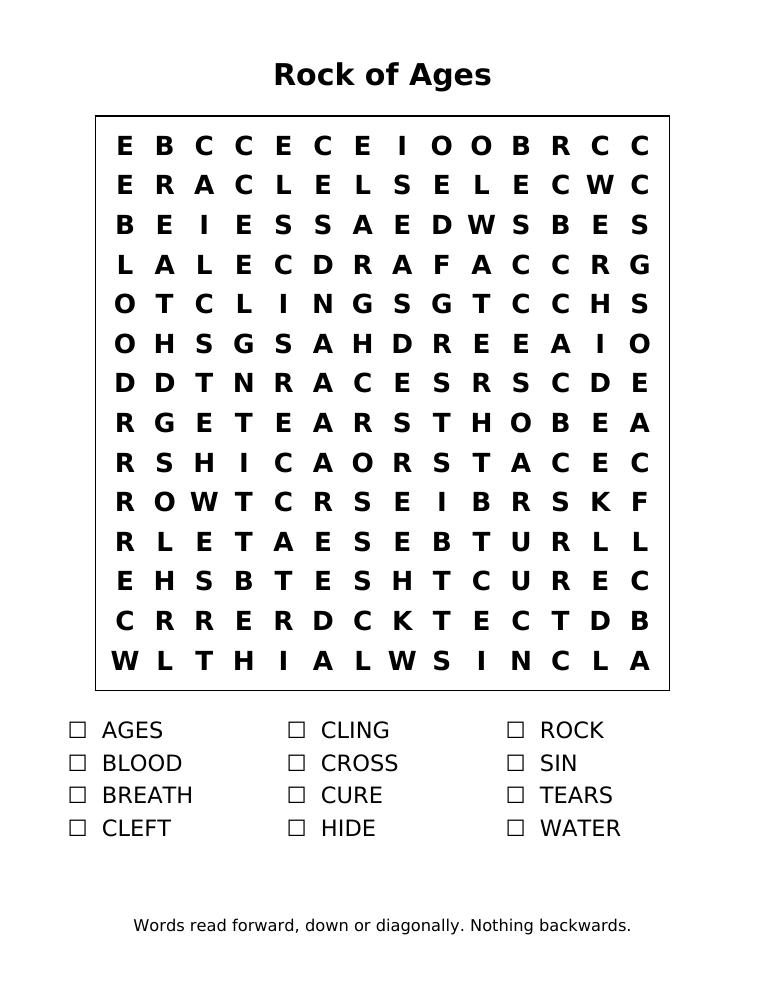 Rock of Ages
E B C C E C E I O O B R C C
E R A C L E L S E L E C W C
B E I E S S A E D W S B E S
L A L E C D R A F A C C R G
O T C L I N G S G T C C H S
O H S G S A H D R E E A I O
D D T N R A C E S R S C D E
R G E T E A R S T H O B E A
R S H I C A O R S T A C E C
R O W T C R S E I B R S K F
R L E T A E S E B T U R L L
E H S B T E S H T C U R E C
C R R E R D C K T E C T D B
W L T H I A L W S I N C L A
☐ AGES ☐ CLING ☐ ROCK
☐ BLOOD ☐ CROSS ☐ SIN
☐ BREATH ☐ CURE ☐ TEARS
☐ CLEFT ☐ HIDE ☐ WATER
Words read forward, down or diagonally. Nothing backwards.